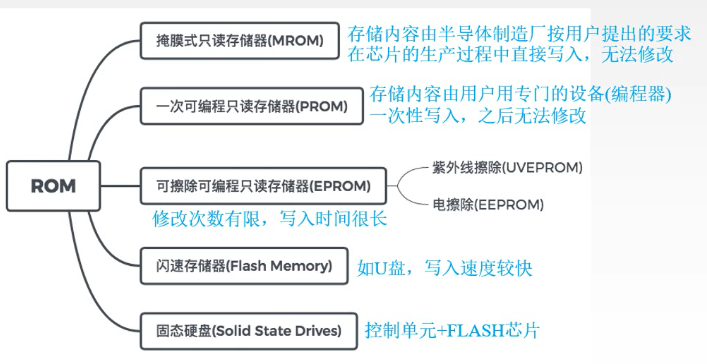 掩膜式只读存储器(MROM)
存储内容由半导体制造厂按用户提出的要求
在芯片的生产过程中直接写入，无法修改
一次可编程只读存储器(PROM)
存储内容由用户用专门的设备(编程器)
一次性写入，之后无法修改
ROM
可擦除可编程只读存储器(EPROM)
紫外线擦除(UVEPROM)
电擦除(EEPROM)
修改次数有限，写入时间很长
闪速存储器(Flash Memory)
如U盘，写入速度较快
固态硬盘(Solid State Drives)
控制单元+FLASH芯片